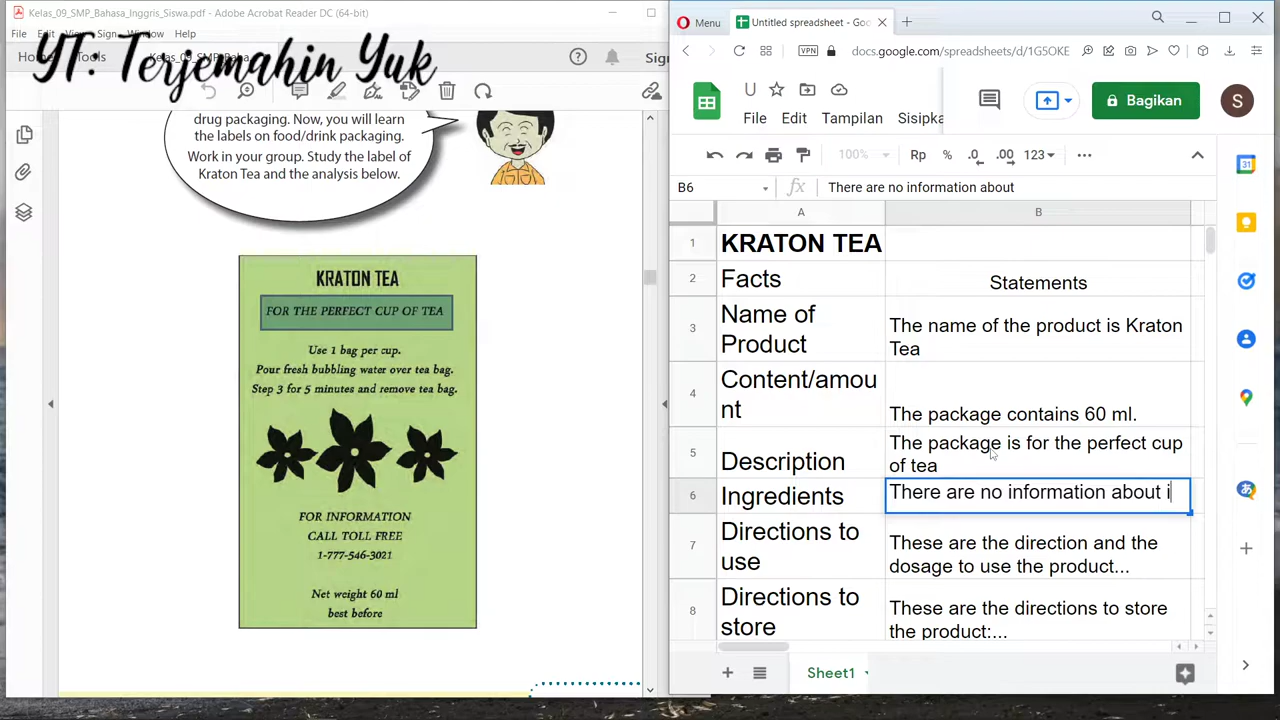 Kelas_09_SMP_Bahasa_Inggris_Siswa.pdf - Adobe Acrobat Reader DC (64-bit)
File Edit View Sign Window Help
Home Tools Kelas_09_SMP_Baha...
YT: Terjemahin Yuk
drug packaging. Now, you will learn
the labels on food/drink packaging.
Work in your group. Study the label of
Kraton Tea and the analysis below.
KRATON TEA
FOR THE PERFECT CUP OF TEA
Use 1 bag per cup.
Pour fresh bubbling water over tea bag.
Step 3 for 5 minutes and remove tea bag.
FOR INFORMATION
CALL TOLL FREE
1-777-546-3021
Net weight 60 ml
best before
Menu Untitled spreadsheet - Goo
VPN docs.google.com/spreadsheets/d/1G5OKE
File Edit Tampilan Sisipka
Bagikan
S
100% Rp % .0 .00 123
B6 fx There are no information about
A B
1 KRATON TEA
2 Facts Statements
3 Name of
Product
The name of the product is Kraton
Tea
4 Content/amou
nt
The package contains 60 ml.
5 Description
The package is for the perfect cup
of tea
6 Ingredients There are no information about i
7 Directions to
use
These are the direction and the
dosage to use the product...
8 Directions to
store
These are the directions to store
the product:...
Sheet1
31